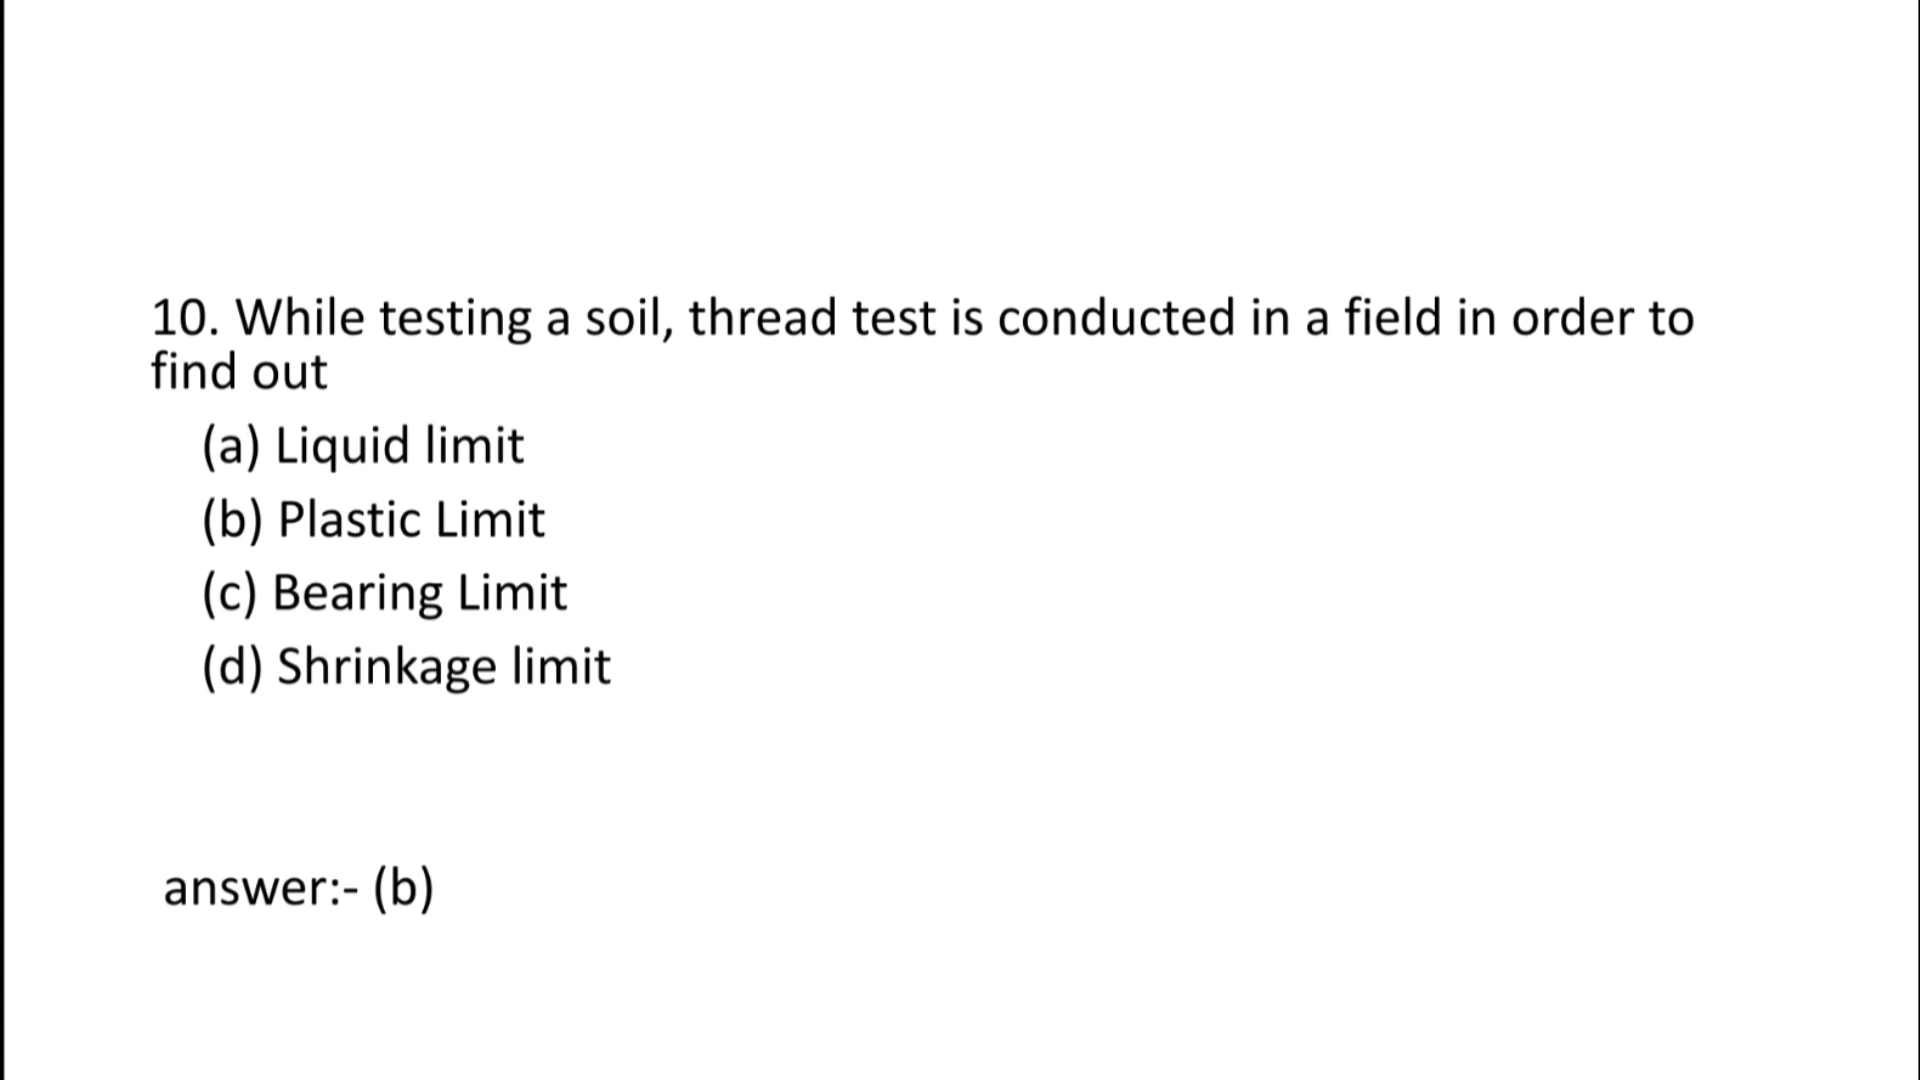 10. While testing a soil, thread test is conducted in a field in order to
find out
(a) Liquid limit
(b) Plastic Limit
(c) Bearing Limit
(d) Shrinkage limit
answer:- (b)